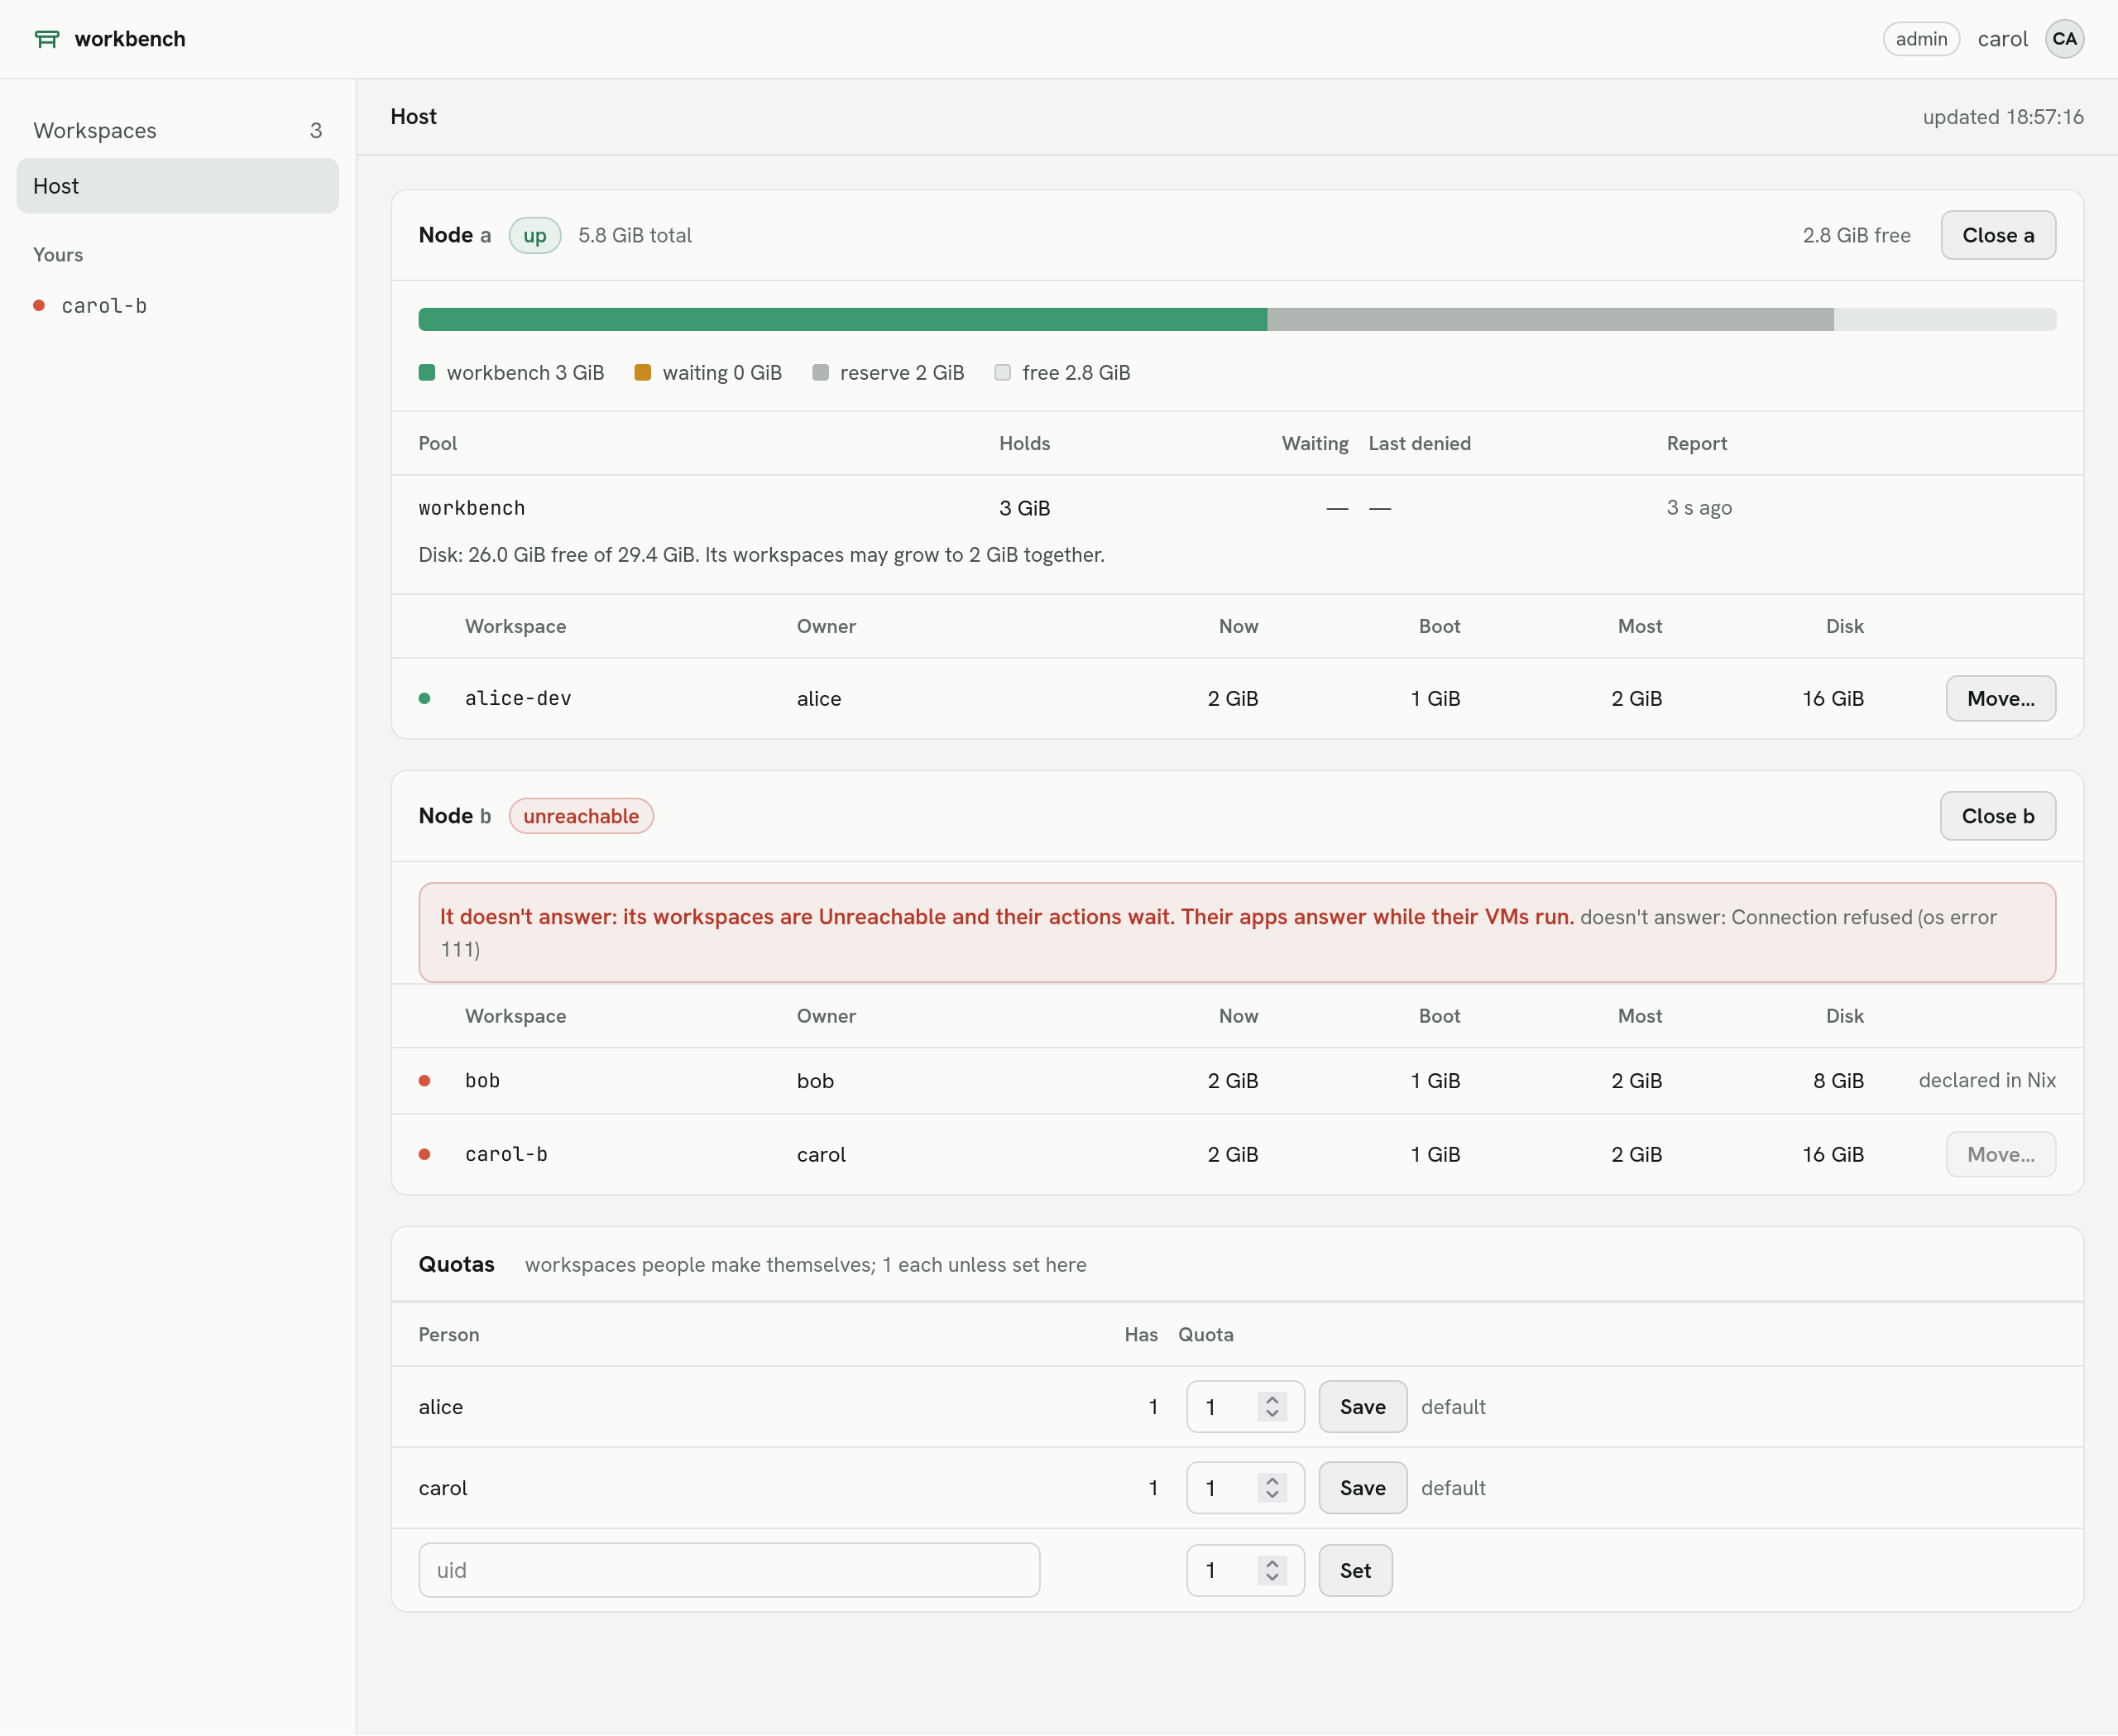 workbench
admin carol CA
Workspaces 3
Host
Yours
carol-b
Host
updated 18:57:16
Node a up 5.8 GiB total 2.8 GiB free Close a
workbench 3 GiB waiting 0 GiB reserve 2 GiB free 2.8 GiB
Pool Holds Waiting Last denied Report
workbench 3 GiB — — 3 s ago
Disk: 26.0 GiB free of 29.4 GiB. Its workspaces may grow to 2 GiB together.
Workspace Owner Now Boot Most Disk
alice-dev alice 2 GiB 1 GiB 2 GiB 16 GiB Move...
Node b unreachable Close b
It doesn't answer: its workspaces are Unreachable and their actions wait. Their apps answer while their VMs run. doesn't answer: Connection refused (os error
111)
Workspace Owner Now Boot Most Disk
bob bob 2 GiB 1 GiB 2 GiB 8 GiB declared in Nix
carol-b carol 2 GiB 1 GiB 2 GiB 16 GiB Move...
Quotas workspaces people make themselves; 1 each unless set here
Person Has Quota
alice 1 1 Save default
carol 1 1 Save default
uid 1 Set